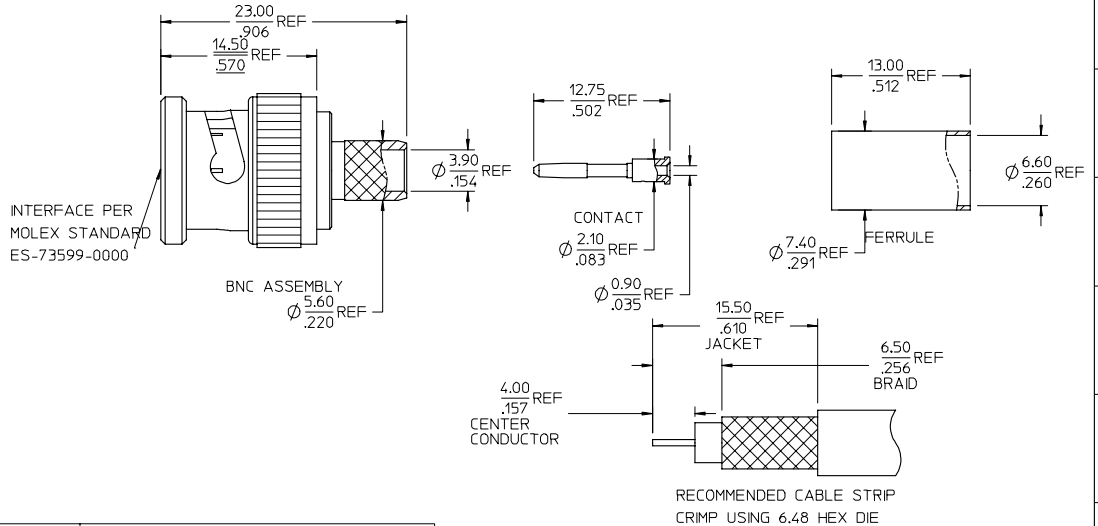 23.00 REF
.906
14.50 REF
.570
Ø 3.90 REF
.154
INTERFACE PER
MOLEX STANDARD
ES-73599-0000
BNC ASSEMBLY
Ø 5.60 REF
.220
12.75 REF
.502
CONTACT
Ø 2.10 REF
.083
Ø 0.90 REF
.035
13.00 REF
.512
Ø 6.60 REF
.260
FERRULE
Ø 7.40 REF
.291
15.50 REF
.610
JACKET
6.50 REF
.256
BRAID
4.00 REF
.157
CENTER
CONDUCTOR
RECOMMENDED CABLE STRIP
CRIMP USING 6.48 HEX DIE